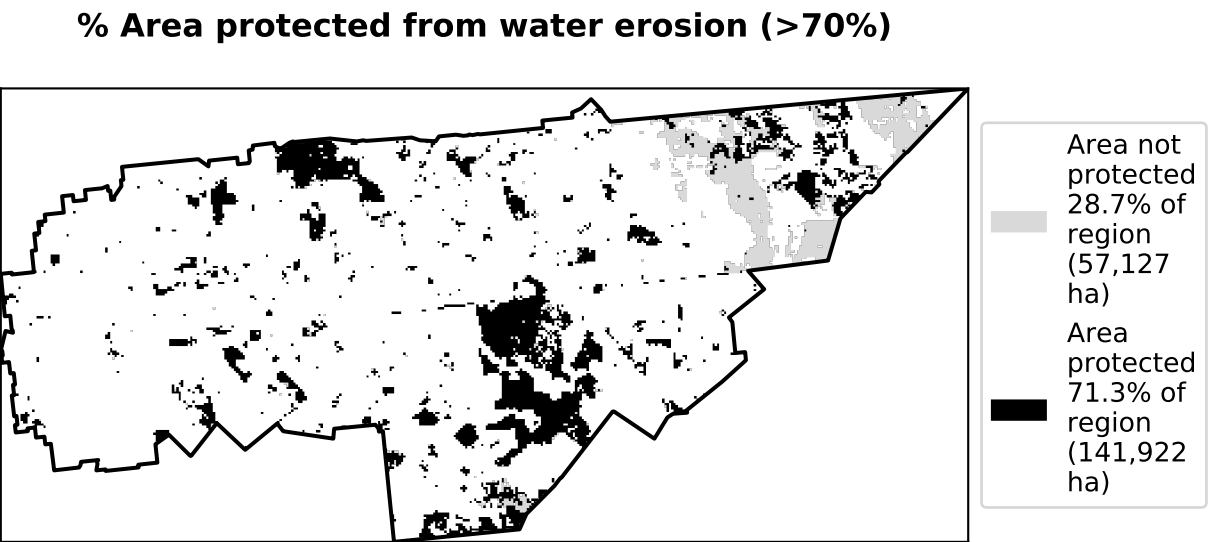 % Area protected from water erosion (>70%)
Area not
protected
28.7% of
region
(57,127
ha)
Area
protected
71.3% of
region
(141,922
ha)